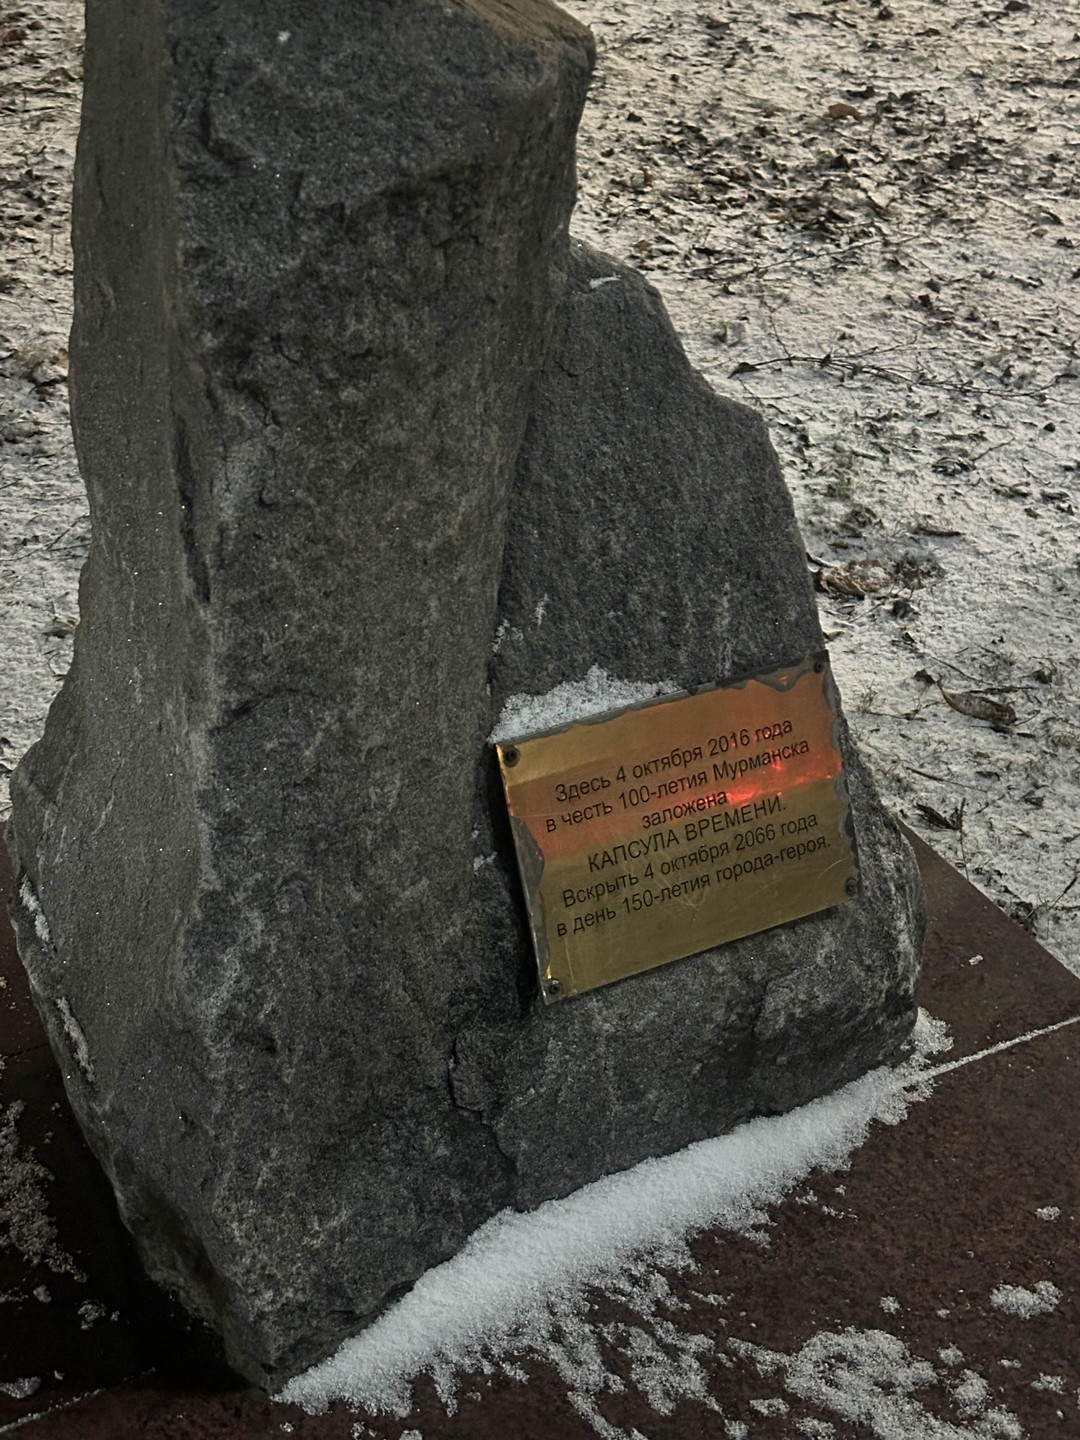 Здесь 4 октября 2016 года
в честь 100-летия Мурманска
заложена
КАПСУЛА ВРЕМЕНИ.
Вскрыть 4 октября 2066 года
в день 150-летия города-героя.